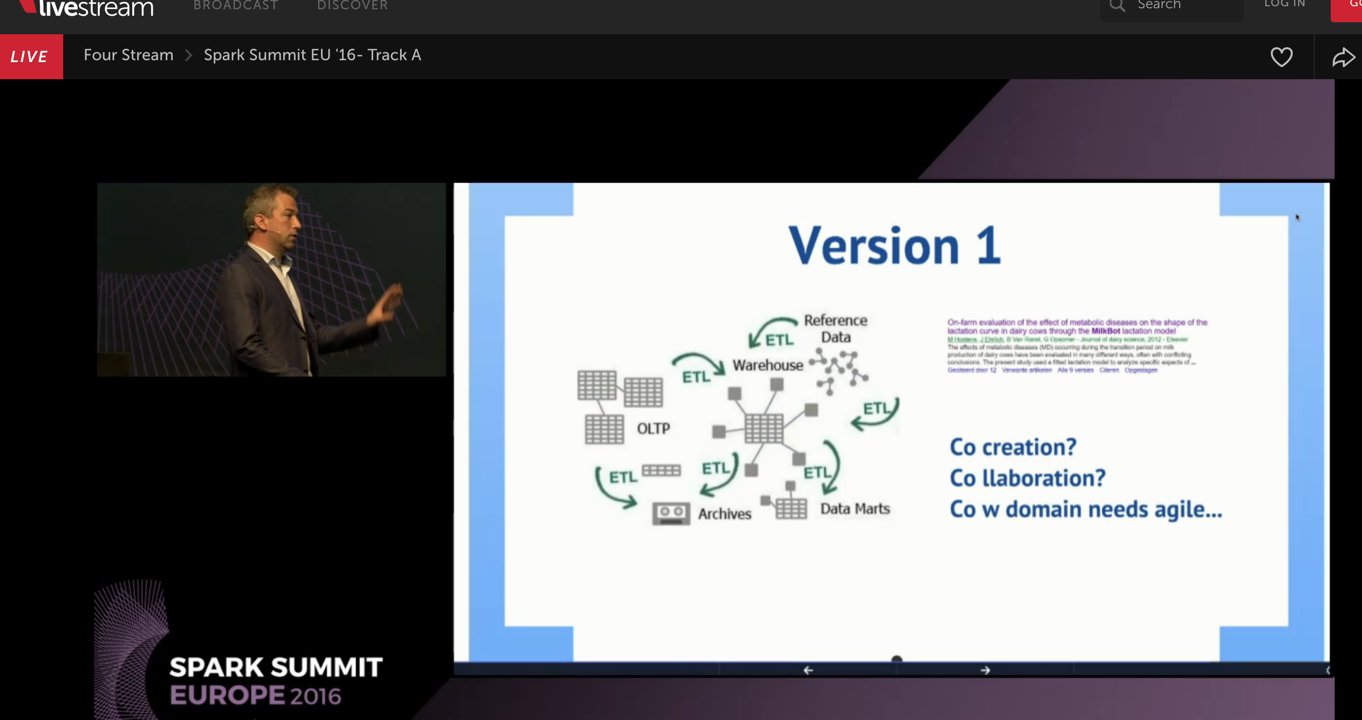 livestream BROADCAST DISCOVER Search LOG IN
LIVE Four Stream Spark Summit EU '16- Track A
Version 1
Reference
Data
ETL
Warehouse
ETL
ETL
OLTP
ETL
ETL
ETL
Archives
Data Marts
On-farm evaluation of the effect of metabolic diseases on the shape of the
lactation curve in dairy cows through the MilkBot lactation model
M Hostens, J Ehrlich, B Van Ranst, G Opsomer - Journal of dairy science, 2012 - Elsevier
The effects of metabolic diseases (MD) occurring during the transition period on milk
production of dairy cows have been evaluated in many different ways, often with conflicting
conclusions. The present study used a fitted lactation model to analyze specific aspects of ...
Geciteerd door 12 Verwante artikelen Alle 9 versies Citeren Opgeslagen
Co creation?
Co llaboration?
Co w domain needs agile...
SPARK SUMMIT
EUROPE 2016